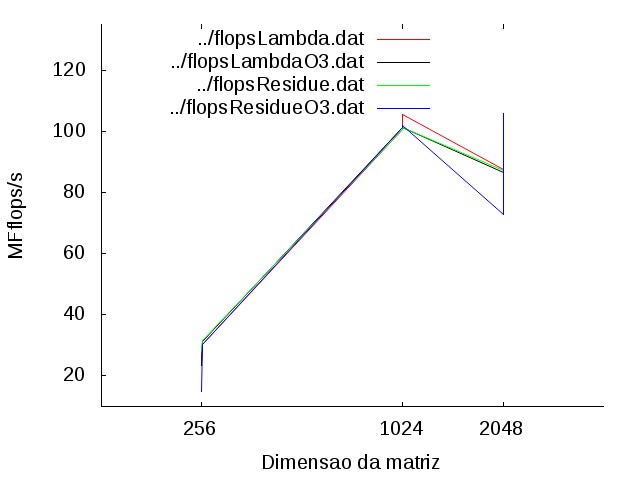 ../flopsLambda.dat
../flopsLambdaO3.dat
../flopsResidue.dat
../flopsResidueO3.dat
MFflops/s
120
100
80
60
40
20
256 1024 2048
Dimensao da matriz